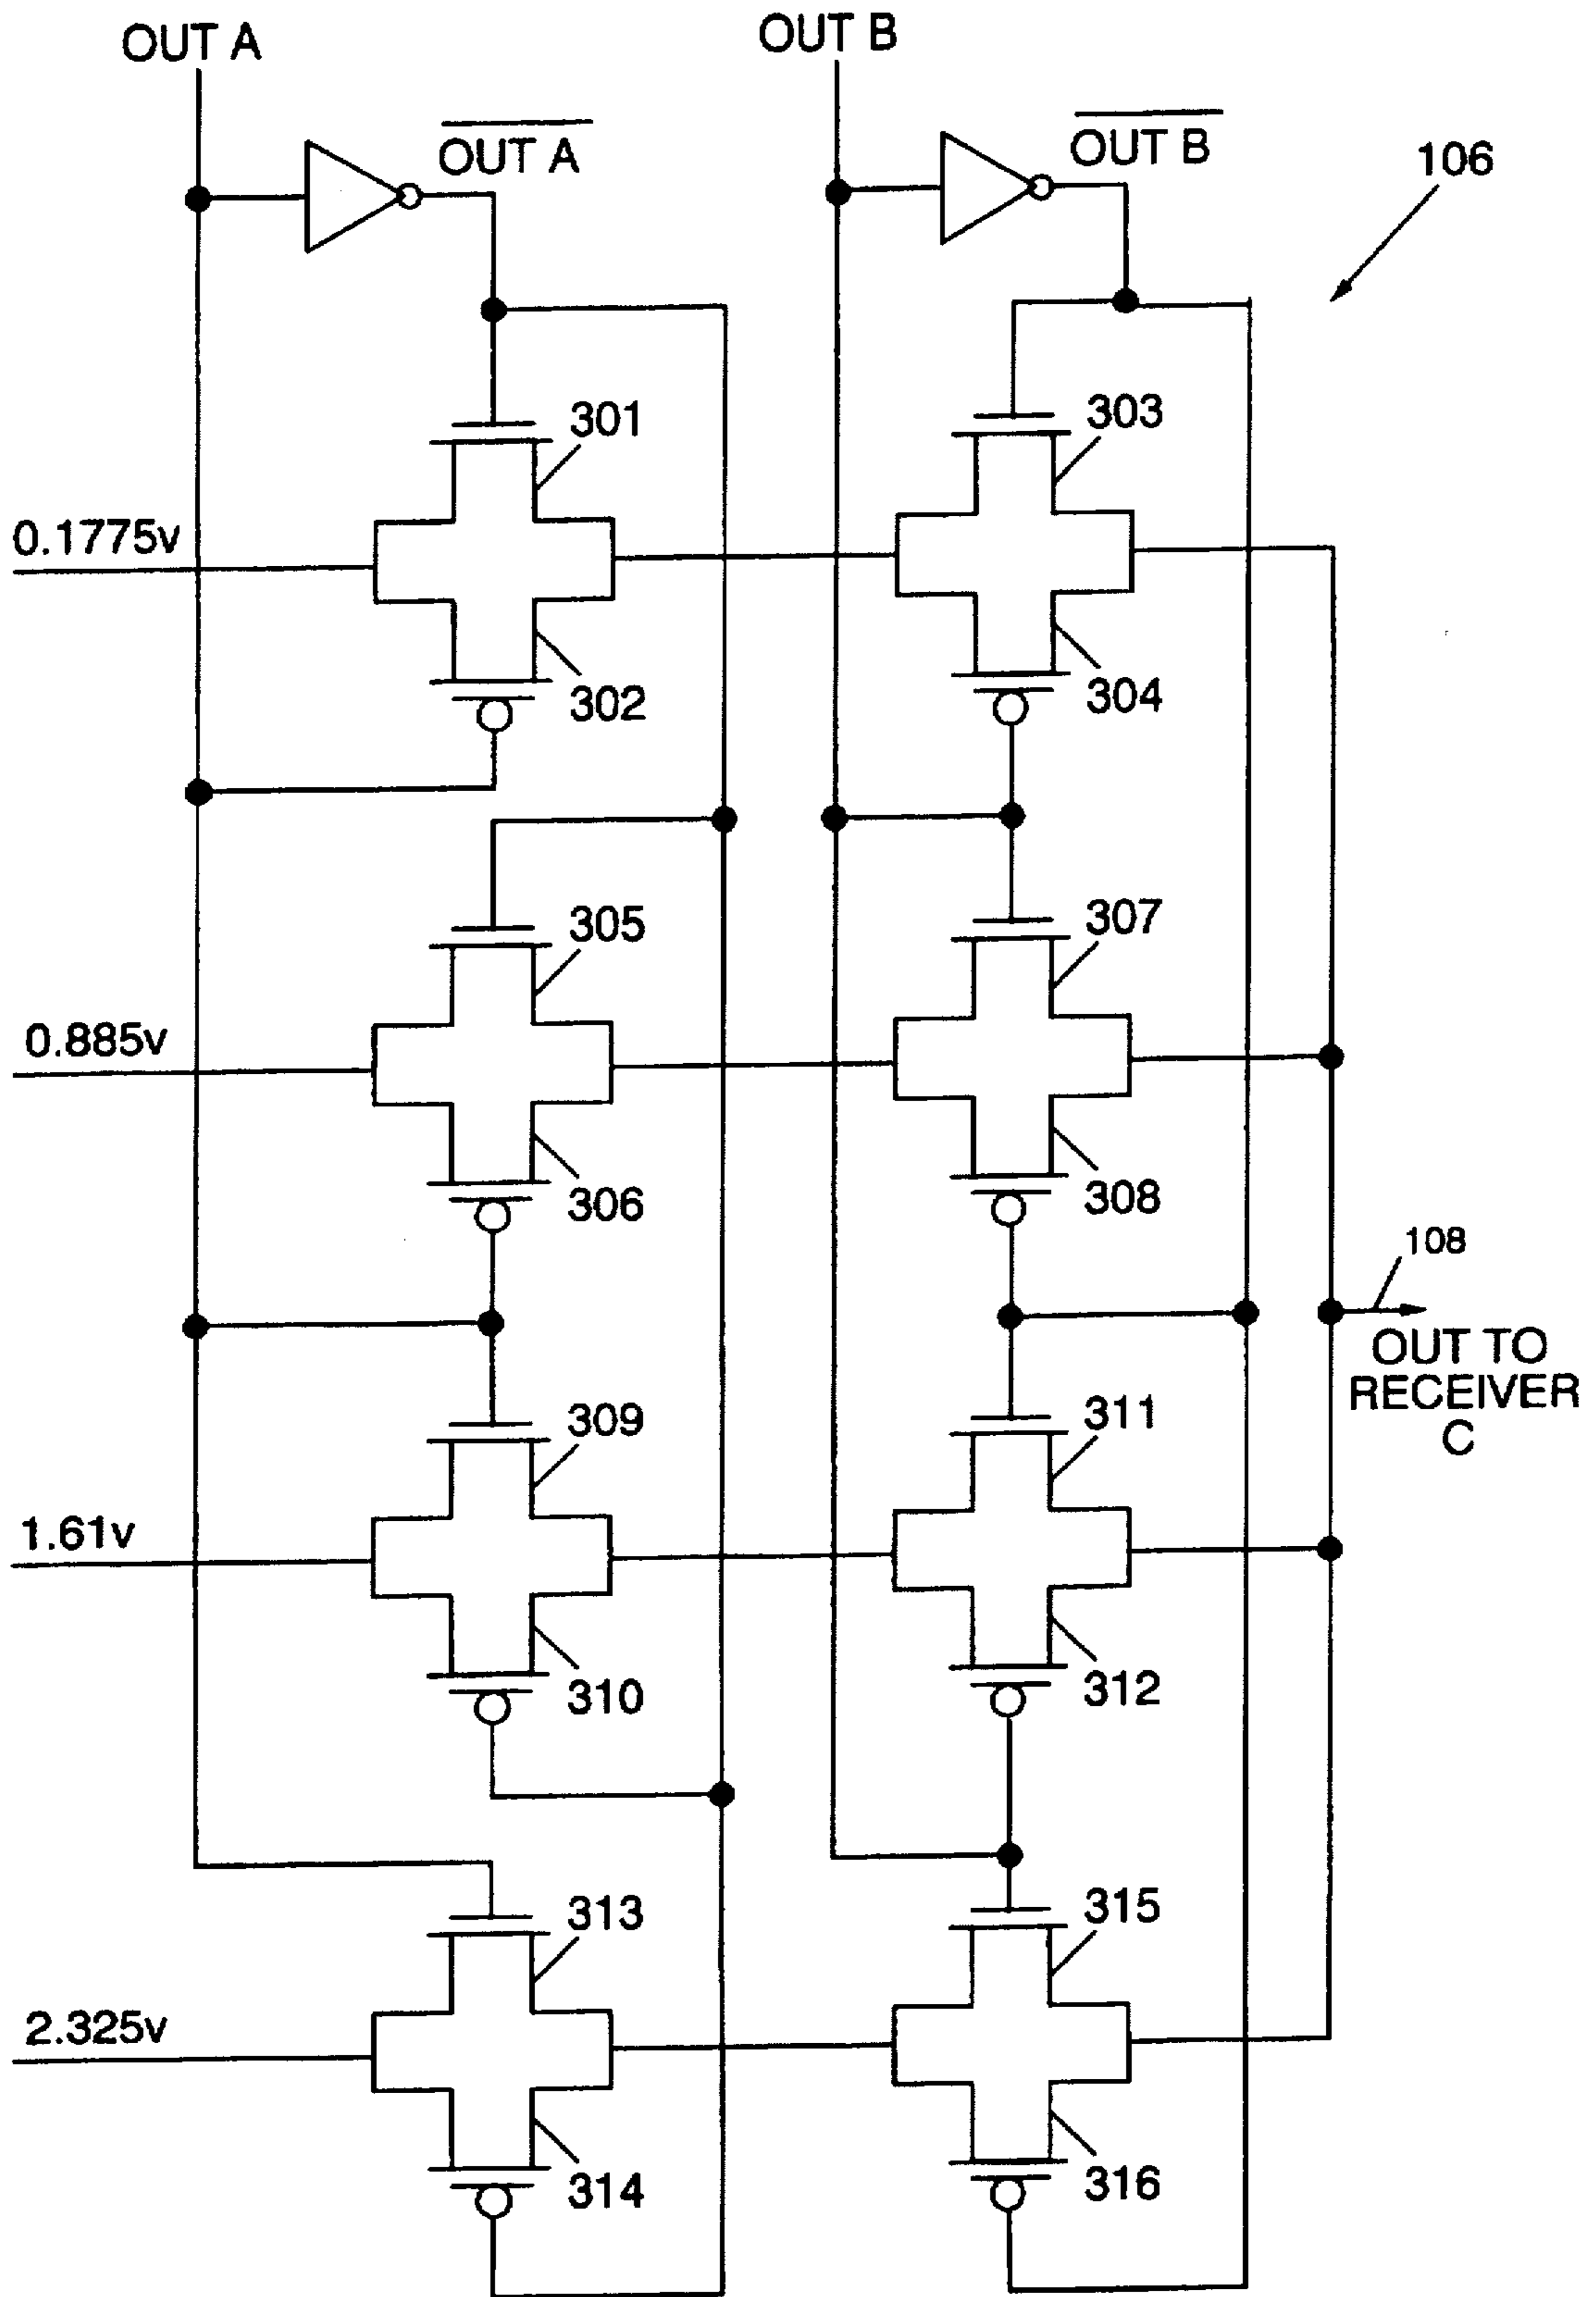 OUT A
OUT B
OUT A
OUT B
106
301
303
0.1775v
302
304
305
307
0.885v
306
308
108
OUT TO
RECEIVER
C
309
311
1.61v
310
312
313
315
2.325v
314
316